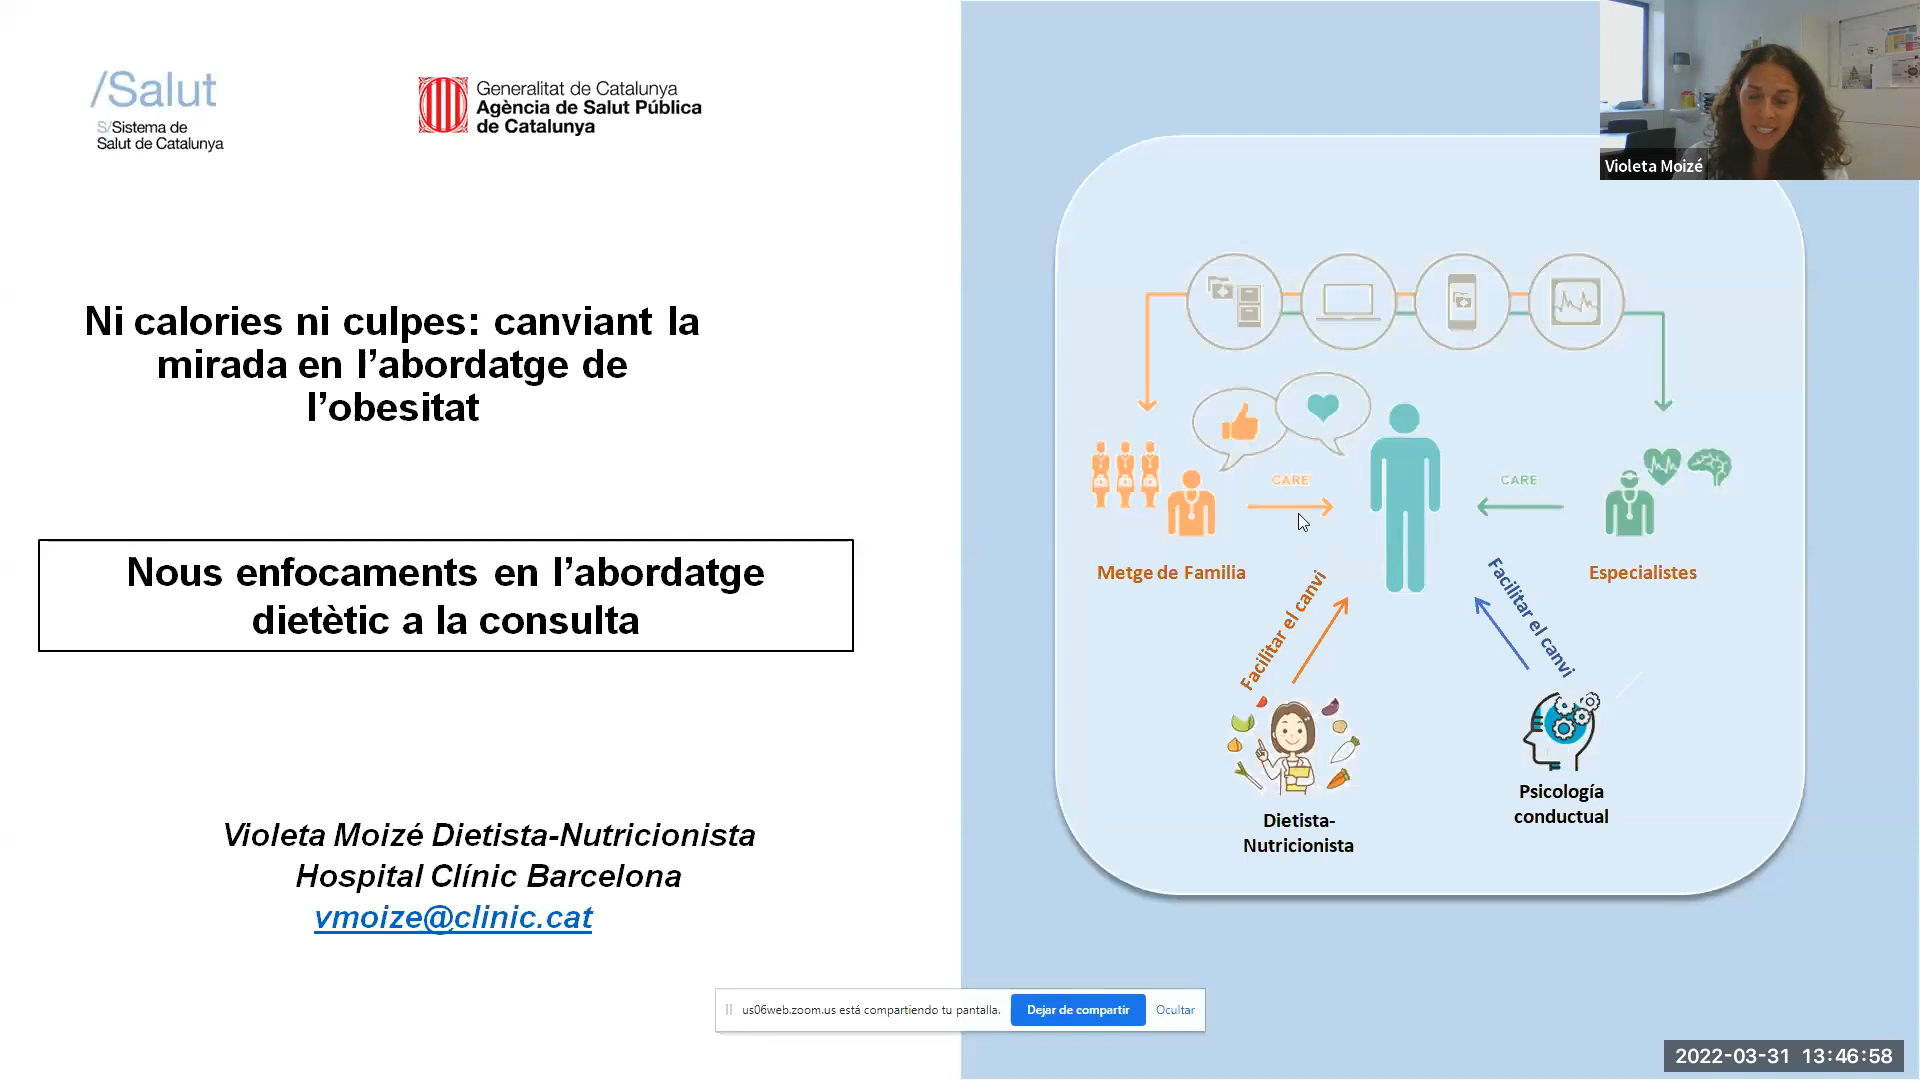 /Salut
S/Sistema de
Salut de Catalunya
Generalitat de Catalunya
Agència de Salut Pública
de Catalunya
Ni calories ni culpes: canviant la
mirada en l’abordatge de
l’obesitat
Nous enfocaments en l’abordatge
dietètic a la consulta
Violeta Moizé Dietista-Nutricionista
Hospital Clínic Barcelona
vmoize@clinic.cat
Violeta Moizé
CARE
CARE
Metge de Familia
Especialistes
Facilitar el canvi
Facilitar el canvi
Dietista-
Nutricionista
Psicología
conductual
us06web.zoom.us está compartiendo tu pantalla.
Dejar de compartir
Ocultar
2022-03-31 13:46:58